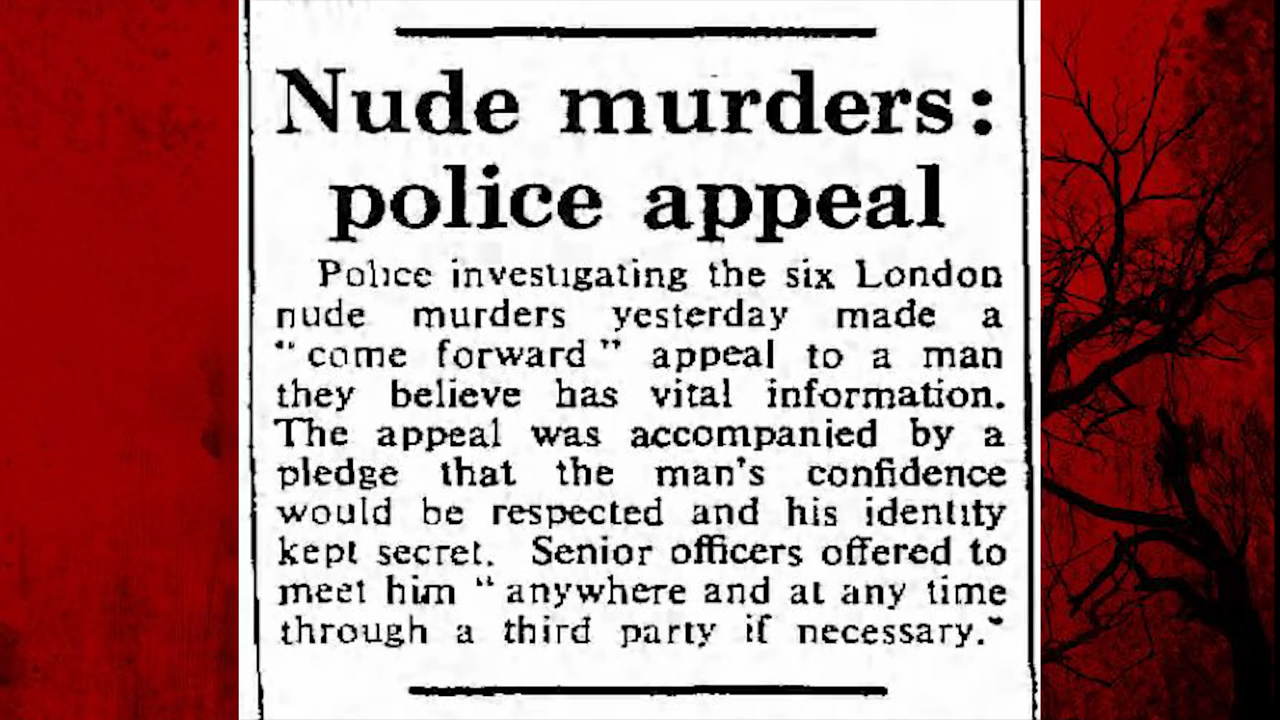 Nude murders:
police appeal
Police investigating the six London
nude murders yesterday made a
"come forward" appeal to a man
they believe has vital information.
The appeal was accompanied by a
pledge that the man's confidence
would be respected and his identity
kept secret. Senior officers offered to
meet him "anywhere and at any time
through a third party if necessary."